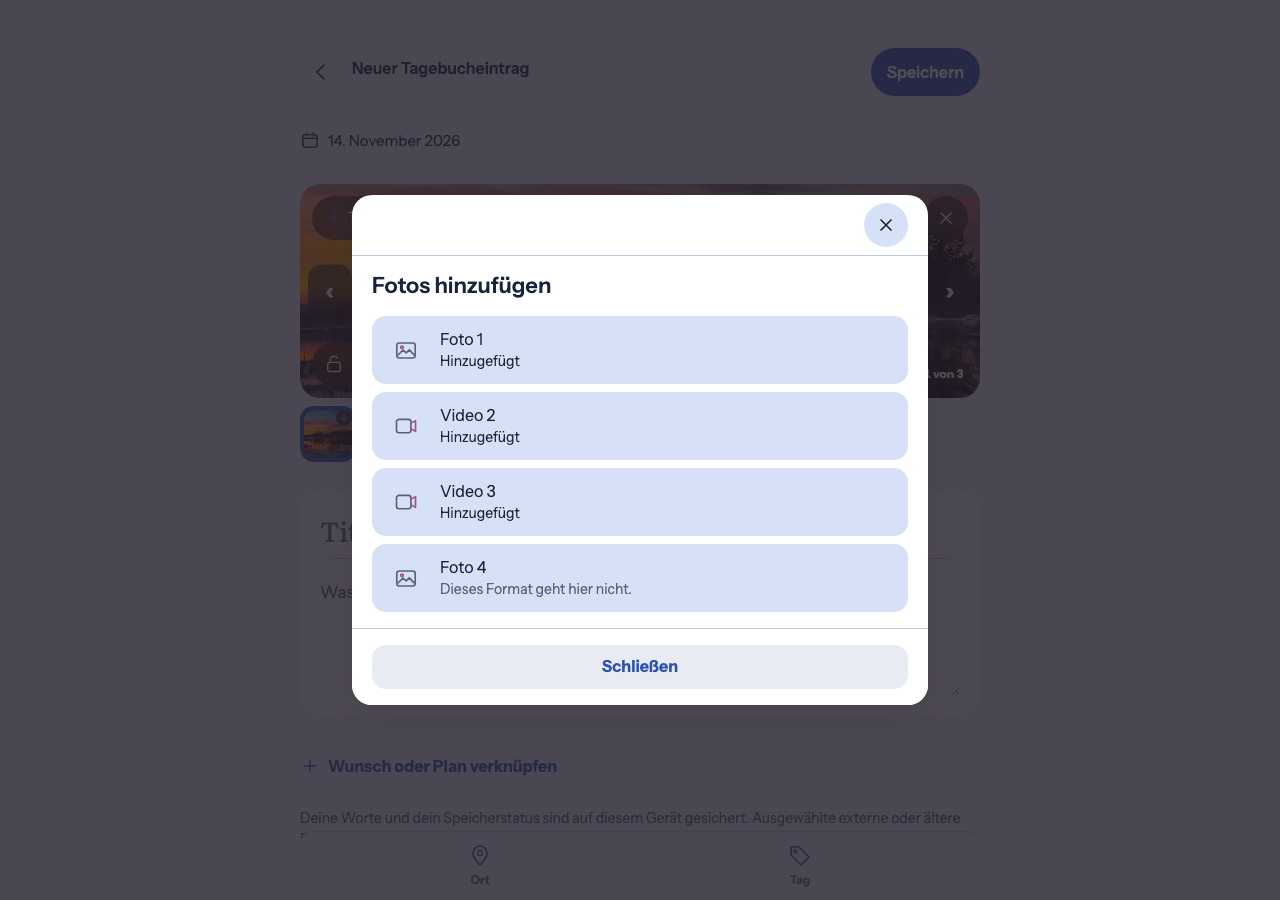 Neuer Tagebucheintrag
Speichern
14. November 2026
von 3
Fotos hinzufügen
Foto 1
Hinzugefügt
Video 2
Hinzugefügt
Video 3
Hinzugefügt
Foto 4
Dieses Format geht hier nicht.
Schließen
Wunsch oder Plan verknüpfen
Deine Worte und dein Speicherstatus sind auf diesem Gerät gesichert. Ausgewählte externe oder ältere
Ort
Tag